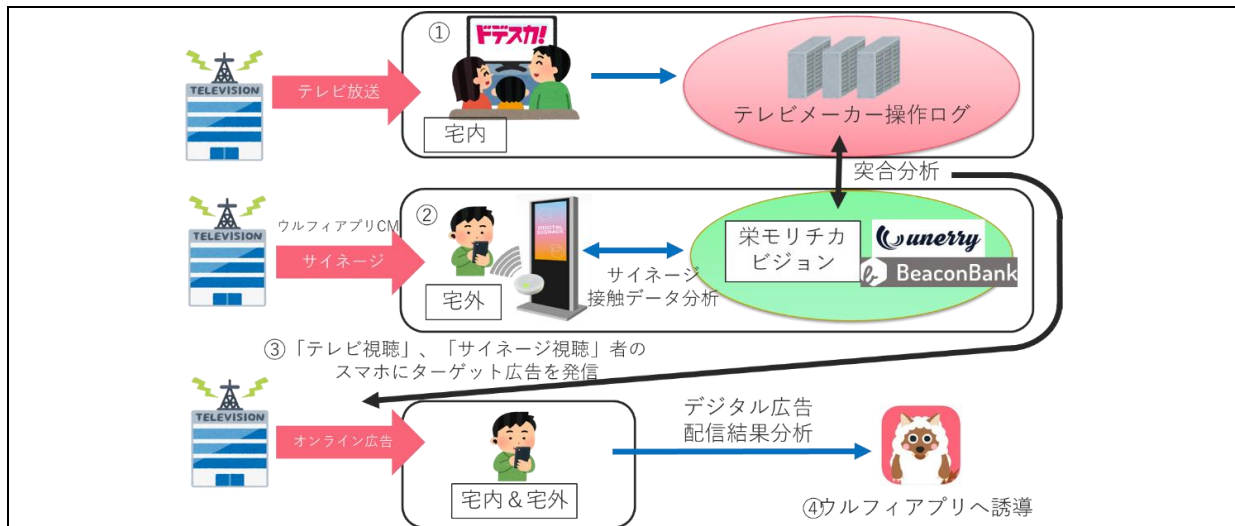 ①
ドデスカ!
TELEVISION
テレビ放送
宅内
テレビメーカー操作ログ
突合分析
②
ウルフィアプリCM
TELEVISION
サイネージ
DIGITAL
SIGNAGE
宅外
サイネージ
接触データ分析
栄モリチカ
ビジョン
unerry
BeaconBank
③「テレビ視聴」、「サイネージ視聴」者の
スマホにターゲット広告を発信
TELEVISION
オンライン広告
宅内&宅外
デジタル広告
配信結果分析
④ウルフィアプリへ誘導